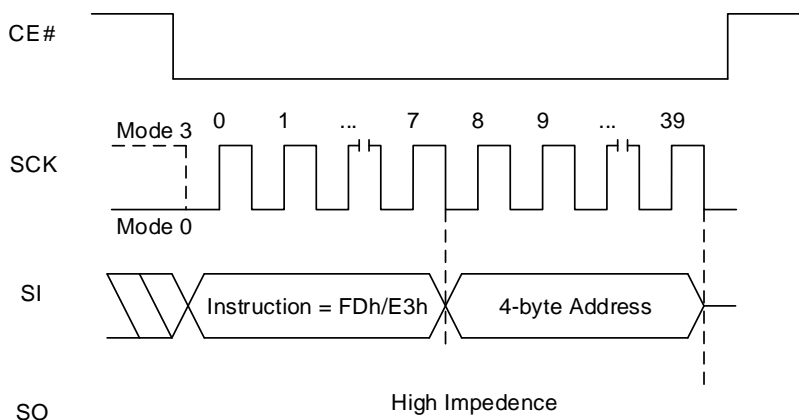 CE#
0 1 ... 7 8 9 ... 39
Mode 3
SCK
Mode 0
SI
Instruction = FDh/E3h
4-byte Address
High Impedence
SO